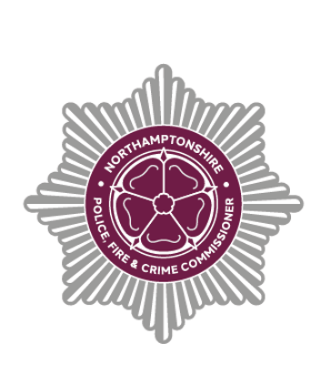 NORTHAMPTONSHIRE
POLICE, FIRE & CRIME COMMISSIONER